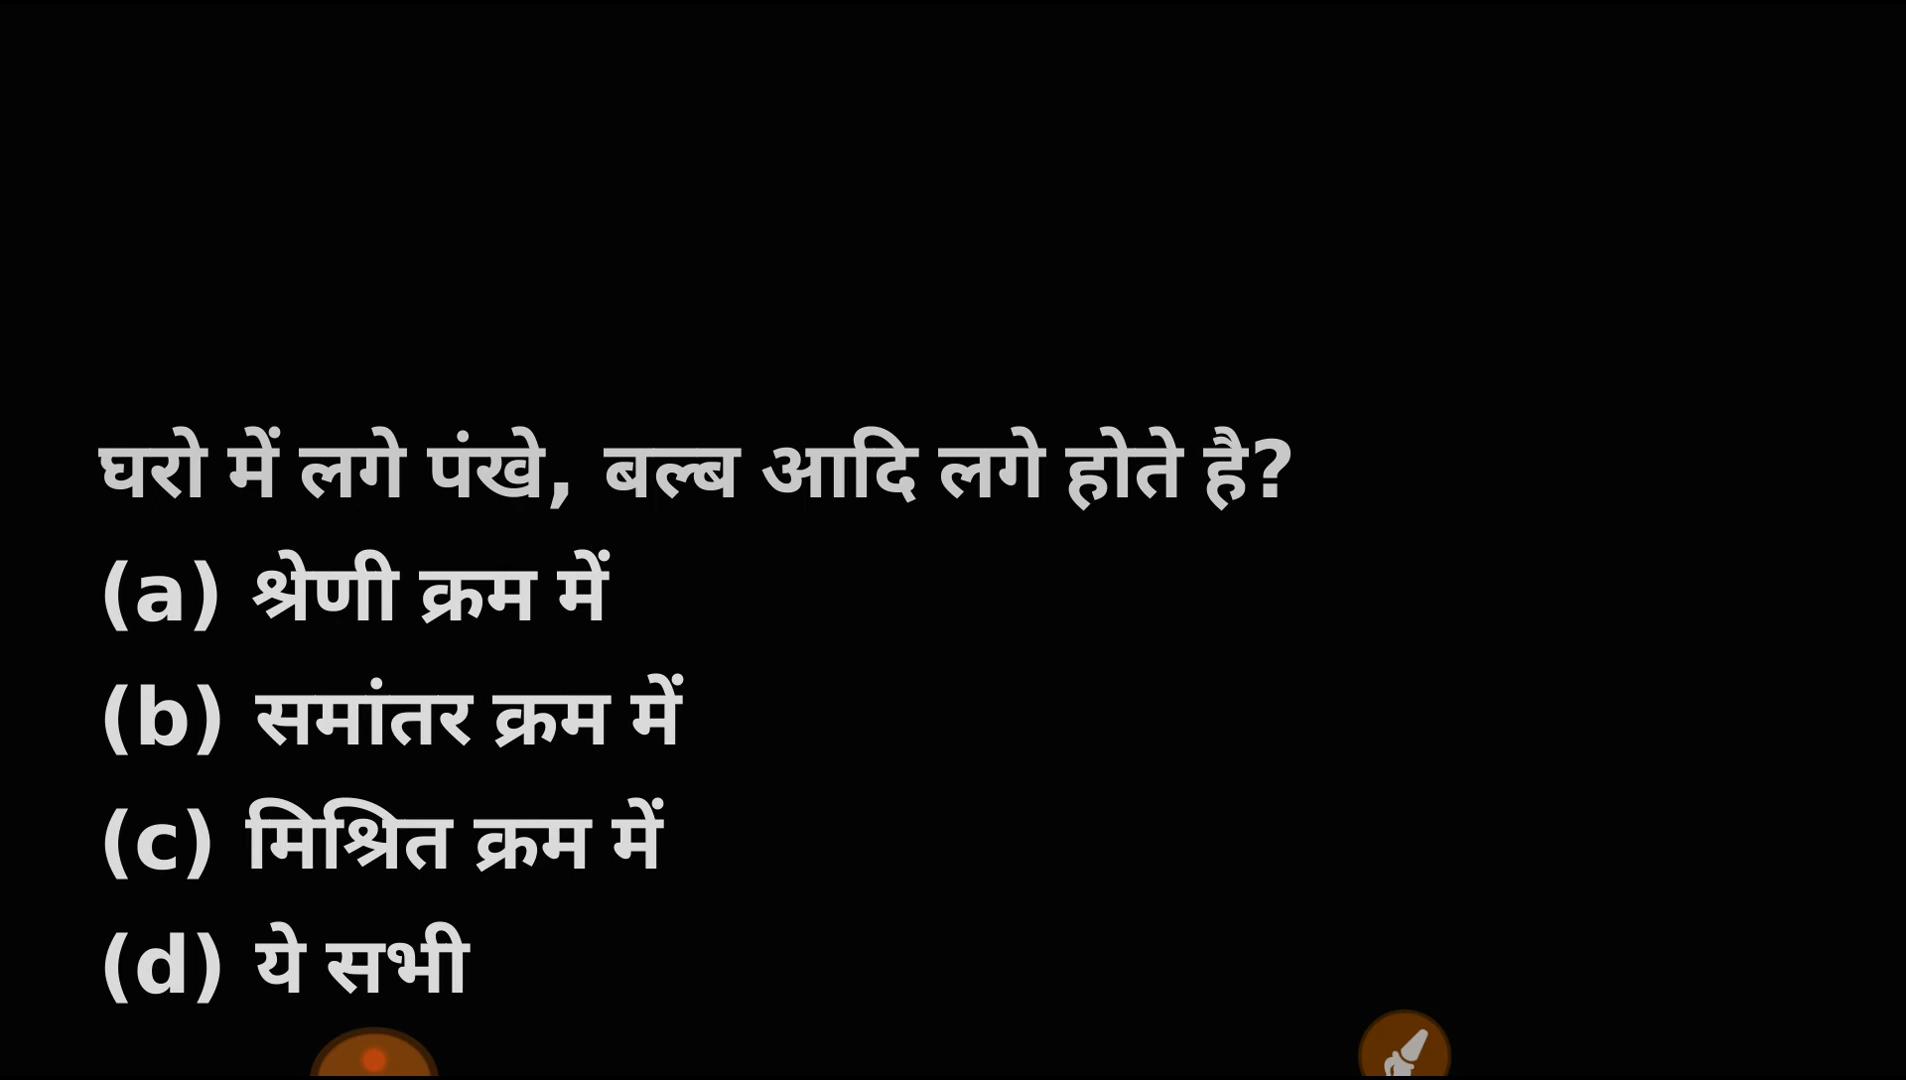 घरो में लगे पंखे, बल्ब आदि लगे होते है?
(a) श्रेणी क्रम में
(b) समांतर क्रम में
(c) मिश्रित क्रम में
(d) ये सभी